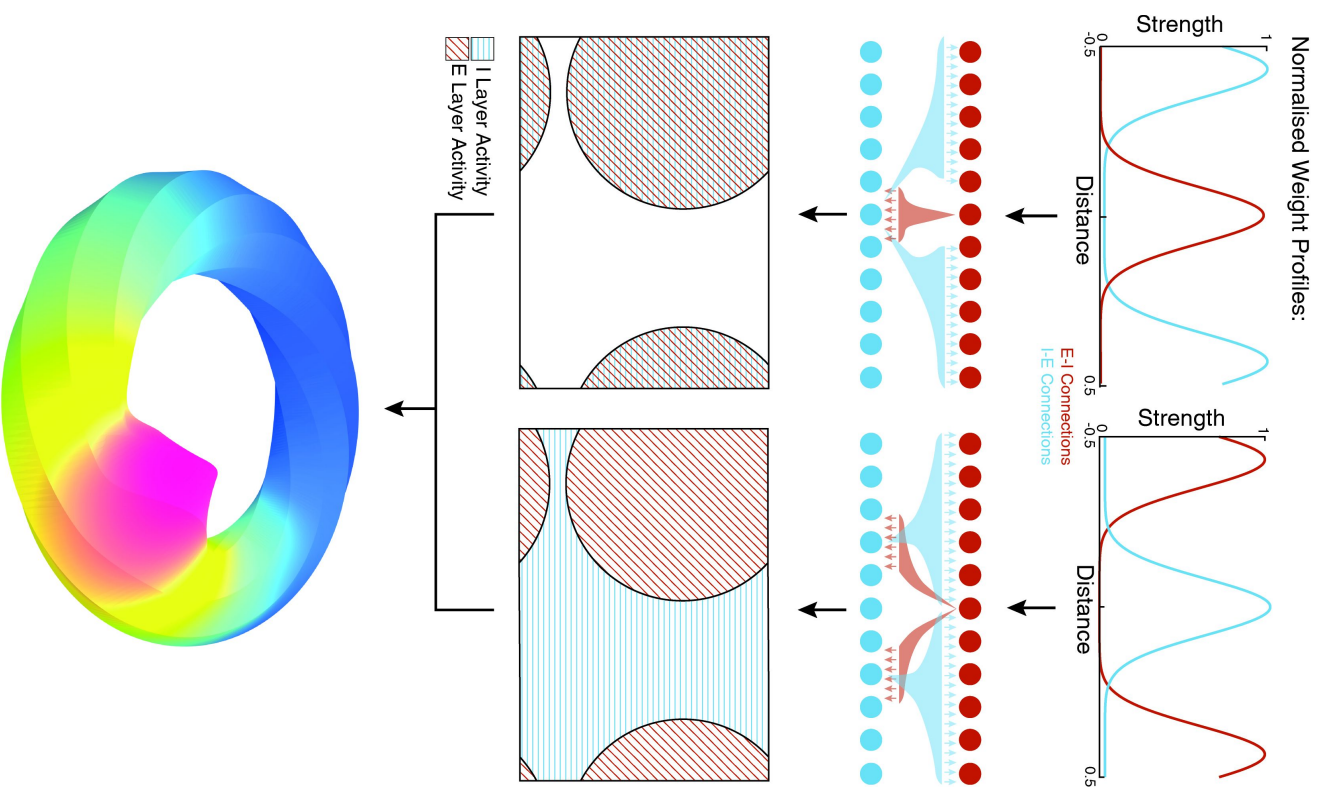 Normalised Weight Profiles:
Strength
1
0
-0.5
0.5
Distance
E-I Connections
I-E Connections
Strength
1
0
-0.5
0.5
Distance
I Layer Activity
E Layer Activity